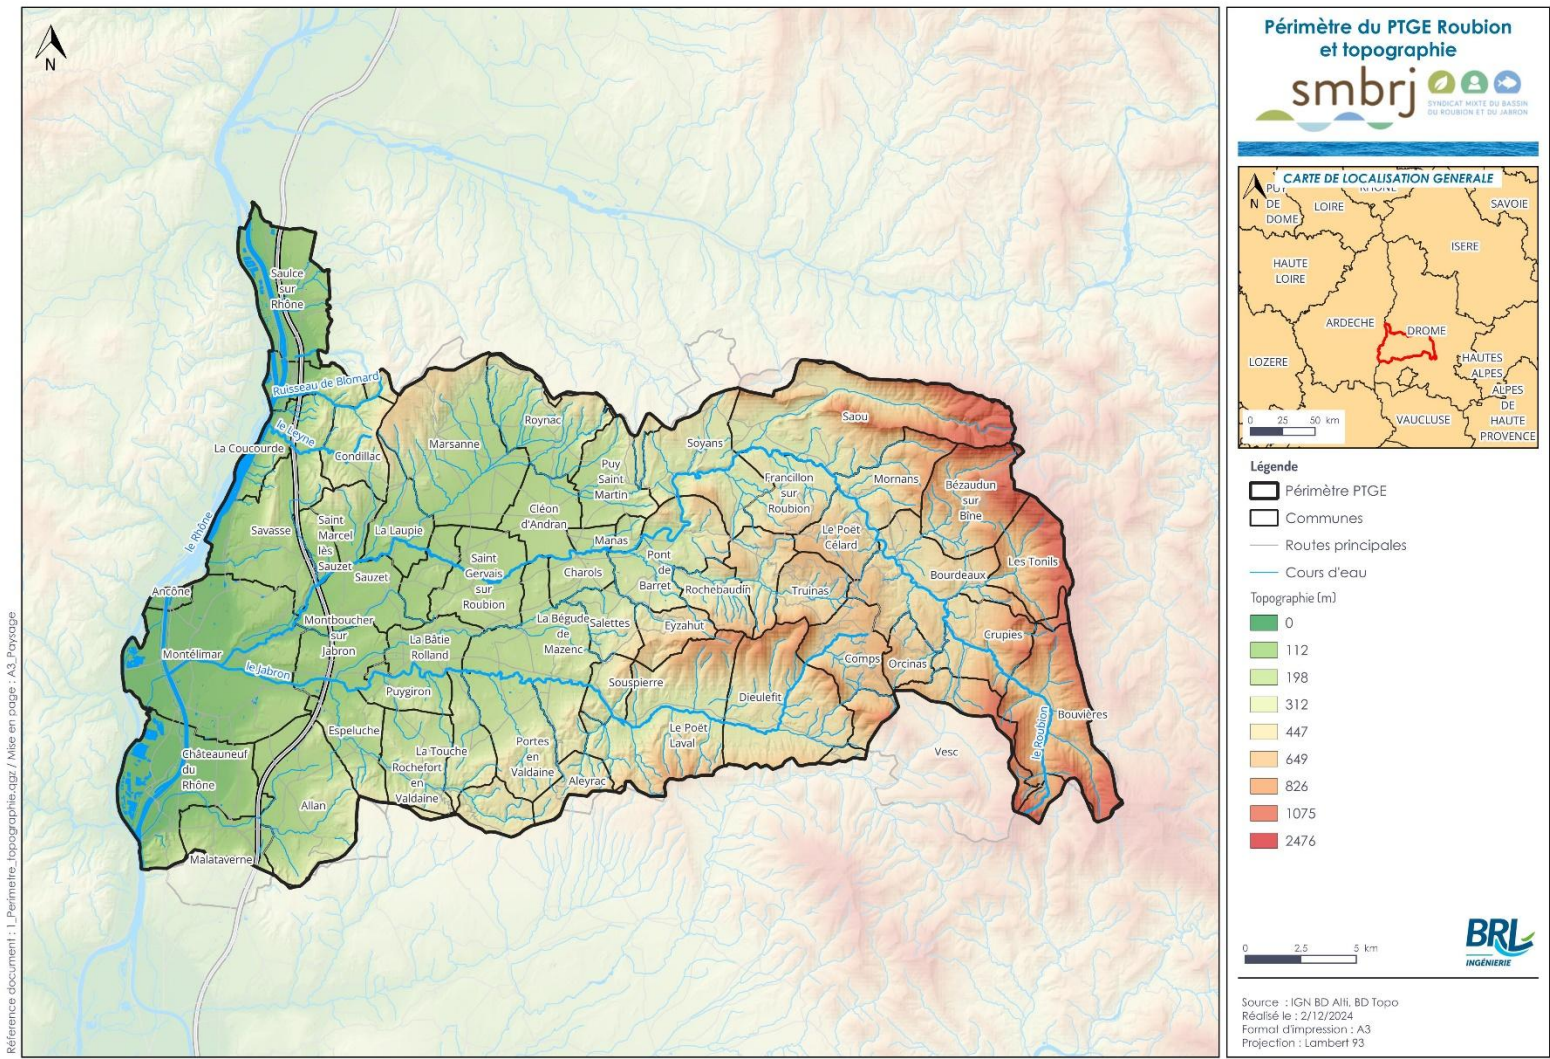 N
Saulce
sur
Rhône
Ruisseau de Blomard
le Leyne
La Coucourde
Condillac
Marsanne
Roynac
Soyans
Saou
Puy
Saint
Martin
Francillon
sur
Roubion
Mornans
Bézaudun
sur
Bîne
le Rhône
Savasse
Saint
Marcel
lès
Sauzet
La Laupie
Cléon
d'Andran
Manas
Le Poët
Célard
Sauzet
Saint
Gervais
sur
Roubion
Charols
Pont
de
Barret
Rochebaudin
Truinas
Bourdeaux
Les Tonils
Ancône
Montboucher
sur
Jabron
La Bâtie
Rolland
La Bégude
de
Mazenc
Salettes
Eyzahut
Crupies
Montélimar
le Jabron
Puygiron
Souspierre
Dieulefit
Comps
Orcinas
Bouvières
le Roubion
Espeluche
La Touche
Rochefort
en
Valdaine
Portes
en
Valdaine
Le Poët
Laval
Vesc
Châteauneuf
du
Rhône
Aleyrac
Allan
Malataverne
Référence document : 1_Perimetre_topographie.qgz / Mise en page : A3_Paysage
Périmètre du PTGE Roubion
et topographie
smbrj
SYNDICAT MIXTE DU BASSIN
DU ROUBION ET DU JABRON
CARTE DE LOCALISATION GENERALE
N
PUY
DE
DOME
LOIRE
RHONE
SAVOIE
ISERE
HAUTE
LOIRE
ARDECHE
DROME
LOZERE
HAUTES
ALPES
ALPES
DE
HAUTE
PROVENCE
VAUCLUSE
0 25 50 km
Légende
Périmètre PTGE
Communes
Routes principales
Cours d'eau
Topographie (m)
0
112
198
312
447
649
826
1075
2476
0 2,5 5 km
BRL
INGÉNIERIE
Source : IGN BD Alti, BD Topo
Réalisé le : 2/12/2024
Format d'impression : A3
Projection : Lambert 93